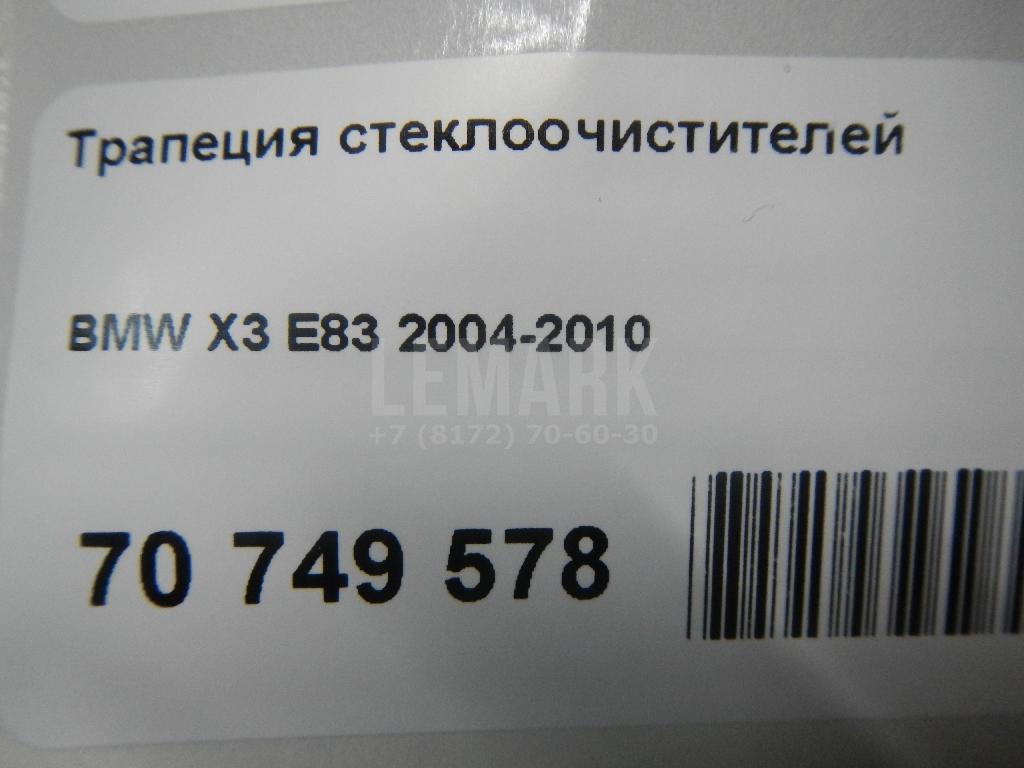 Трапеция стеклоочистителей
BMW X3 E83 2004-2010
LEMARK
+7 (8172) 70-60-30
70 749 578